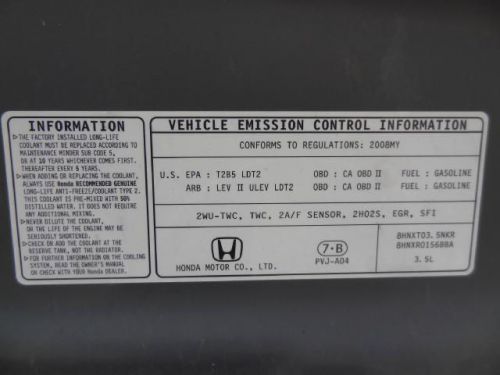 INFORMATION
▷THE FACTORY INSTALLED LONG-LIFE
COOLANT MUST BE REPLACED ACCORDING TO
MAINTENANCE MINDER SUB-CODE 5,
OR AT 10 YEARS WHICHEVER COMES FIRST.
THEREAFTER EVERY 5 YEARS.
▷WHEN ADDING OR REPLACING THE COOLANT,
ALWAYS USE Honda RECOMMENDED GENUINE
LONG-LIFE ANTI-FREEZE/COOLANT TYPE 2.
THIS COOLANT IS PRE-MIXED WITH 50%
DISTILLED WATER AND DOES NOT NEED
ADDITIONAL WATER.
▷NEVER DILUTE THE COOLANT,
OR THE LIFE OF THE ENGINE MAY BE
SERIOUSLY SHORTENED.
▷CHECK ON ADD THE COOLANT AT THE
RESERVE TANK, NOT THE RADIATOR.
▷FOR FURTHER INFORMATION ON THE COOLING
SYSTEM, READ THE OWNER'S MANUAL
OR CHECK WITH YOUR Honda DEALER.
VEHICLE EMISSION CONTROL INFORMATION
CONFORMS TO REGULATIONS: 2008MY
U.S. EPA : T2B5 LDT2 OBD : CA OBD II FUEL : GASOLINE
ARB : LEV II ULEV LDT2 OBD : CA OBD II FUEL : GASOLINE
2WU-TWC, TWC, 2A/F SENSOR, 2HO2S, EGR, SFI
HONDA MOTOR CO., LTD.
7-B
PVJ-A04
8HNXT03.5NKR
8HNXR0156BBA
3.5L